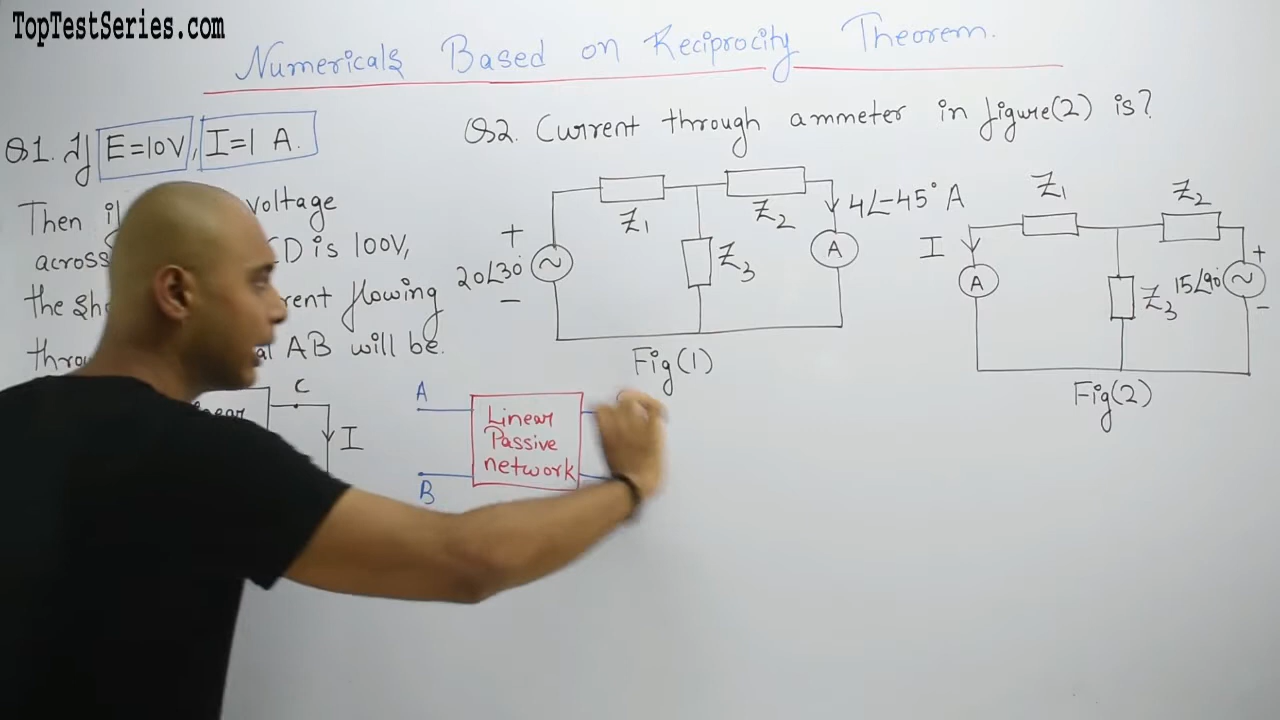 TopTestSeries.com
Numericals Based on Reciprocity Theorem.
Q1. If E=10V, I=1 A.
Then if voltage
across CD is 100V,
the flowing
AB will be.
C
I
A
B
Linear
Passive
network
Q2. Current through ammeter in figure(2) is?
Z1
Z2
4∠-45° A
+
20∠30°
-
Z3
A
Fig(1)
Z1
Z2
I
A
Z3
15∠90°
+
-
Fig(2)